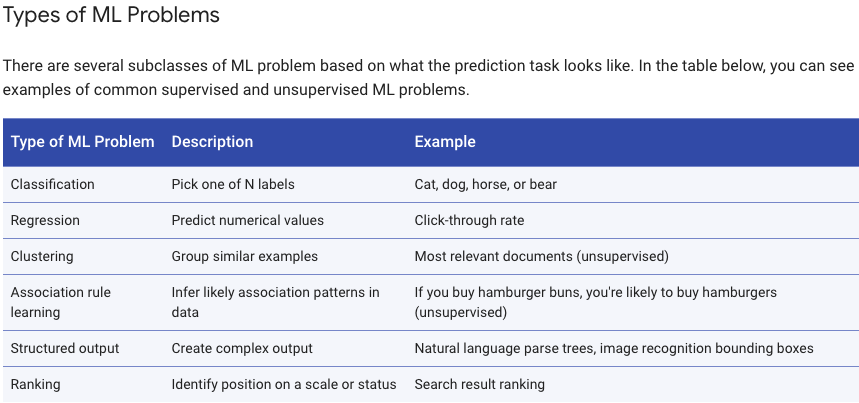 Types of ML Problems
There are several subclasses of ML problem based on what the prediction task looks like. In the table below, you can see
examples of common supervised and unsupervised ML problems.
Type of ML Problem Description Example
Classification Pick one of N labels Cat, dog, horse, or bear
Regression Predict numerical values Click-through rate
Clustering Group similar examples Most relevant documents (unsupervised)
Association rule Infer likely association patterns in If you buy hamburger buns, you're likely to buy hamburgers
learning data (unsupervised)
Structured output Create complex output Natural language parse trees, image recognition bounding boxes
Ranking Identify position on a scale or status Search result ranking